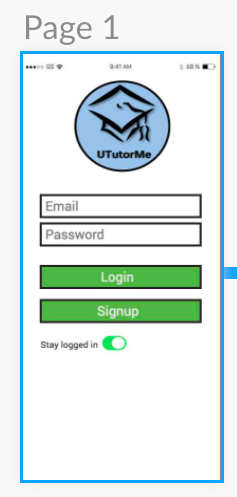 Page 1
9:41 AM
58 %
UTutorMe
Email
Password
Login
Signup
Stay logged in